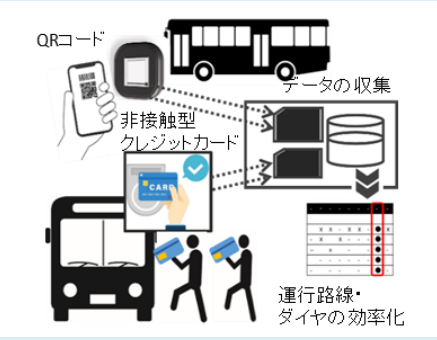 QRコード
データの収集
非接触型
クレジットカード
CARD
運行路線・
ダイヤの効率化